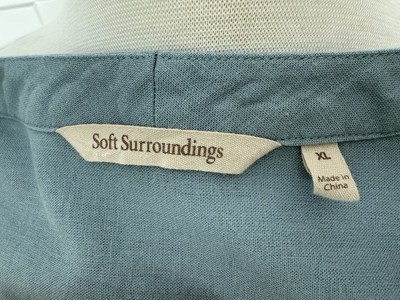 Soft Surroundings
XL
Made in
China